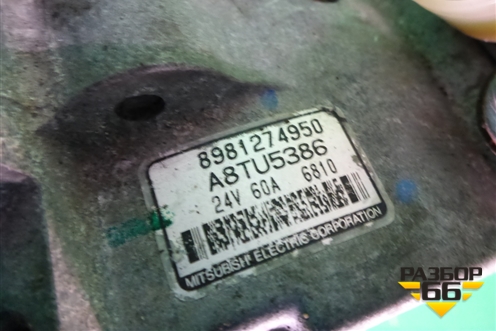 8981274950
A8TU5386
24V 60A 6810
MITSUBISHI ELECTRIC CORPORATION
РАЗБОР
66